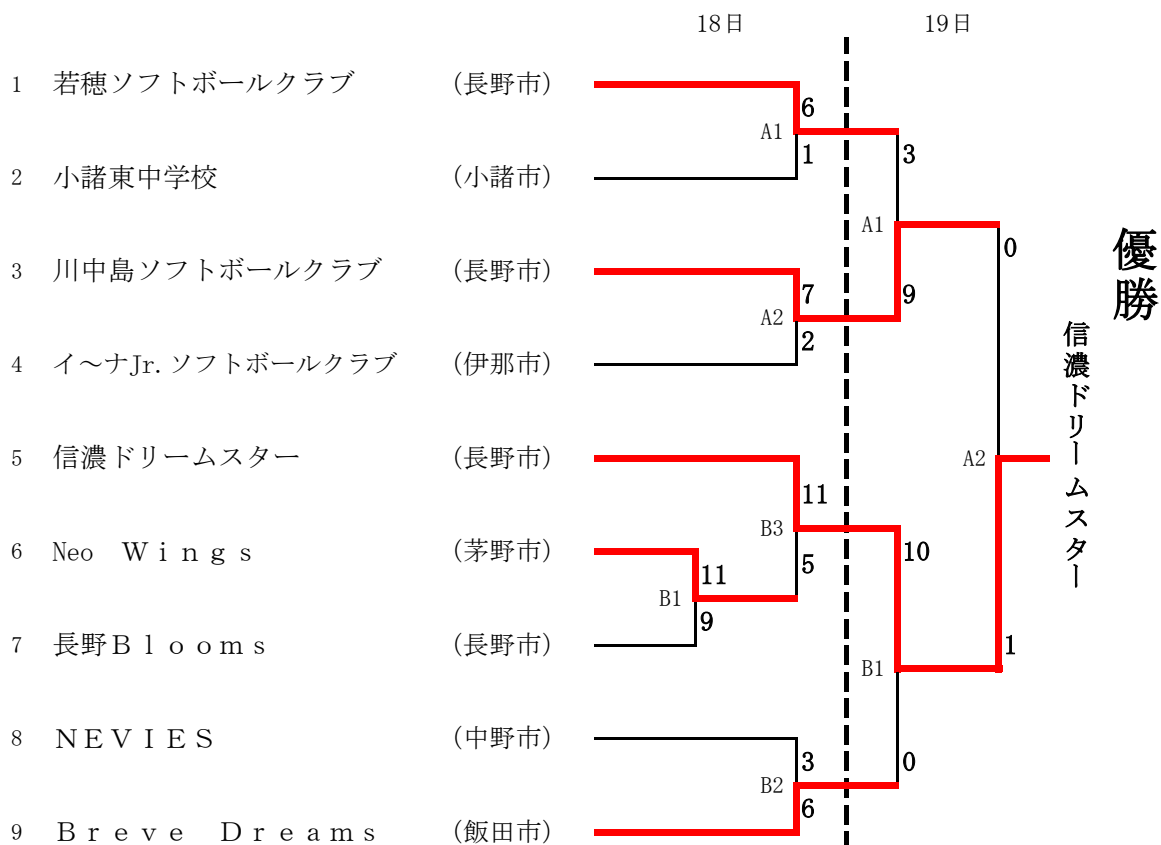 18日 19日
1 若穂ソフトボールクラブ (長野市)
6
A1
1
3
2 小諸東中学校 (小諸市)
A1
0
優勝
3 川中島ソフトボールクラブ (長野市)
7
9
A2
2
4 イ～ナJr.ソフトボールクラブ (伊那市)
信濃ドリームスター
5 信濃ドリームスター (長野市)
A2
11
B3
6 Neo Wings (茅野市)
10
5
11
B1
9
7 長野Blooms (長野市)
1
B1
8 NEVIES (中野市)
3
0
B2
6
9 Breve Dreams (飯田市)